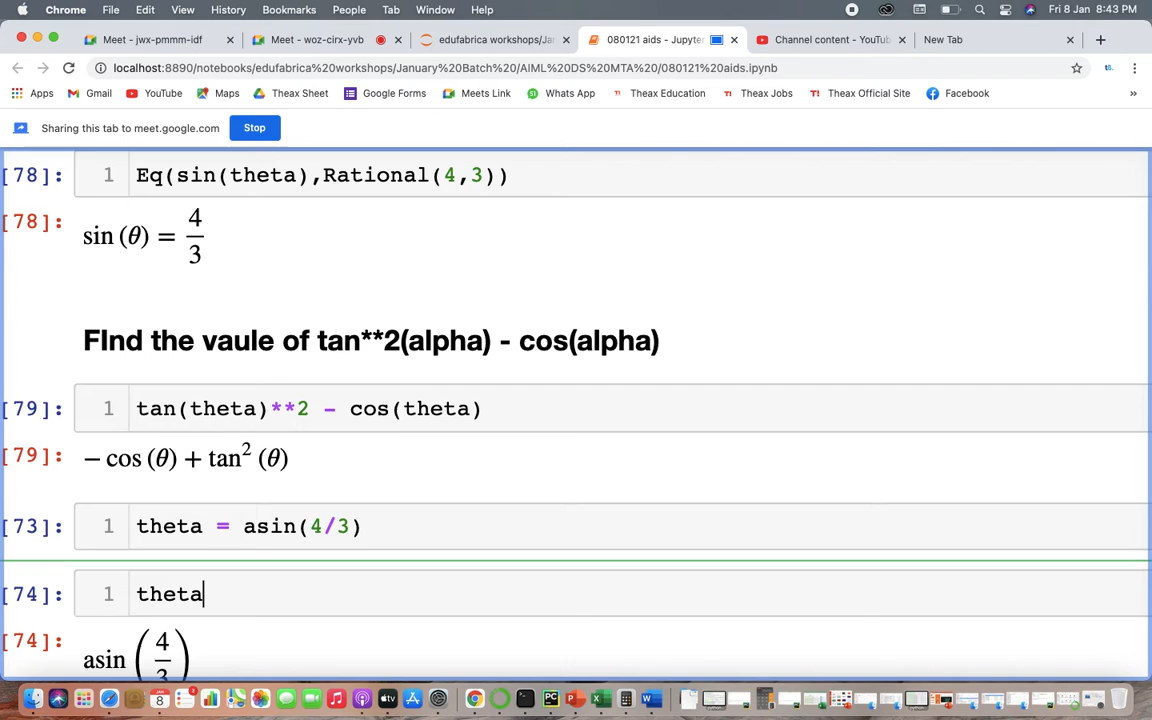 Chrome File Edit View History Bookmarks People Tab Window Help Fri 8 Jan 8:43 PM
Meet - jwx-pmmm-idf Meet - woz-cirx-yvb edufabrica workshops/Jan 080121 aids - Jupyter Channel content - YouTu New Tab
localhost:8890/notebooks/edufabrica%20workshops/January%20Batch%20/AIML%20DS%20MTA%20/080121%20aids.ipynb
Apps Gmail YouTube Maps Theax Sheet Google Forms Meets Link Whats App Theax Education Theax Jobs Theax Official Site Facebook »
Sharing this tab to meet.google.com Stop
[78]: 1 Eq(sin(theta),Rational(4,3))
[78]: sin (θ) = 4/3
FInd the vaule of tan**2(alpha) - cos(alpha)
[79]: 1 tan(theta)**2 - cos(theta)
[79]: − cos (θ) + tan² (θ)
[73]: 1 theta = asin(4/3)
[74]: 1 theta
[74]: asin (4/3)